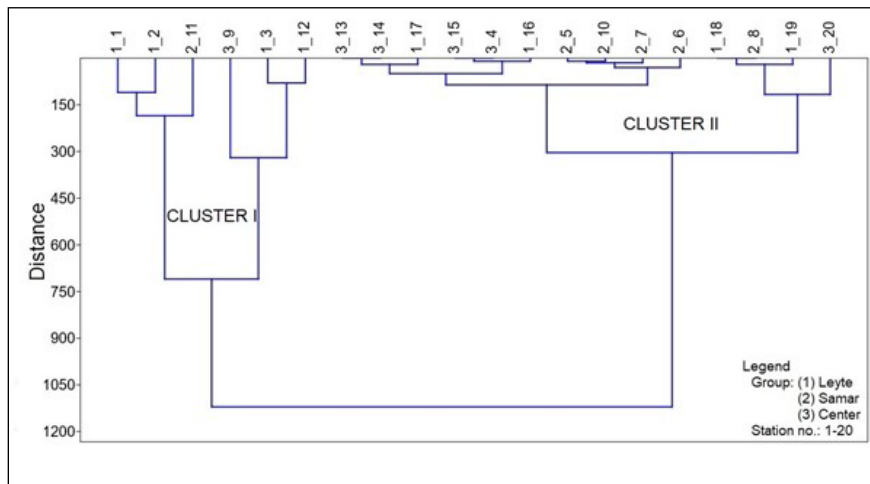 1_1 1_2 2_11 3_9 1_3 1_12 3_13 3_14 1_17 3_15 3_4 1_16 2_5 2_10 2_7 2_6 1_18 2_8 1_19 3_20
150
CLUSTER II
300
450
CLUSTER I
Distance
600
750
900
Legend
Group: (1) Leyte
1050
(2) Samar
(3) Center
1200
Station no.: 1-20